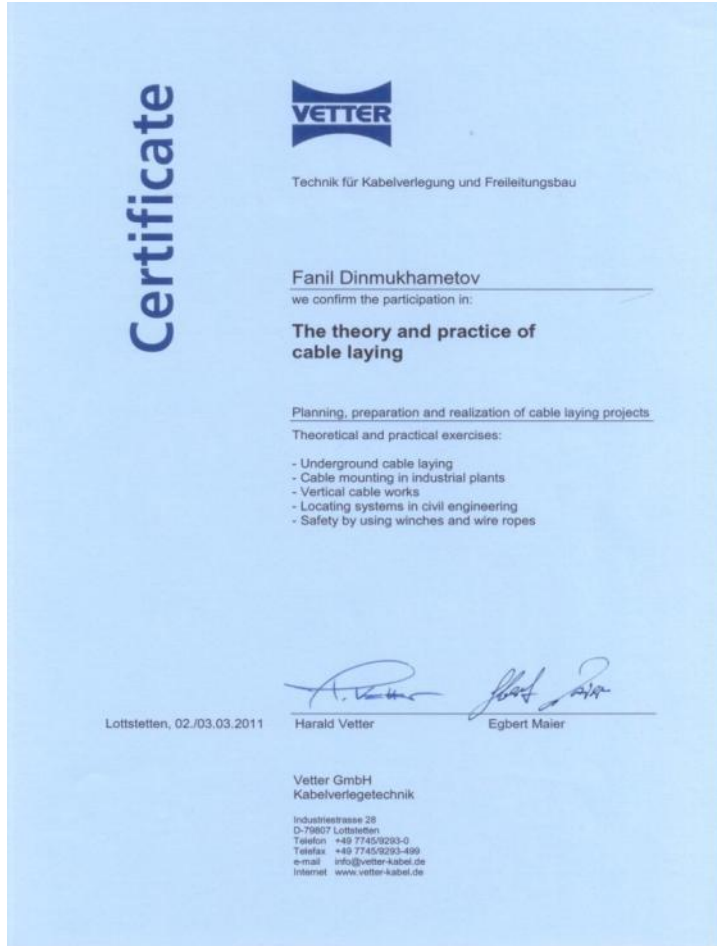 Certificate
VETTER
Technik für Kabelverlegung und Freileitungsbau
Fanil Dinmukhametov
we confirm the participation in:
The theory and practice of
cable laying
Planning, preparation and realization of cable laying projects
Theoretical and practical exercises:
- Underground cable laying
- Cable mounting in industrial plants
- Vertical cable works
- Locating systems in civil engineering
- Safety by using winches and wire ropes
Lottstetten, 02./03.03.2011
Harald Vetter
Egbert Maier
Vetter GmbH
Kabelverlegetechnik
Industriestrasse 28
D-79807 Lottstetten
Telefon +49 7745/9293-0
Telefax +49 7745/9293-499
e-mail info@vetter-kabel.de
Internet www.vetter-kabel.de